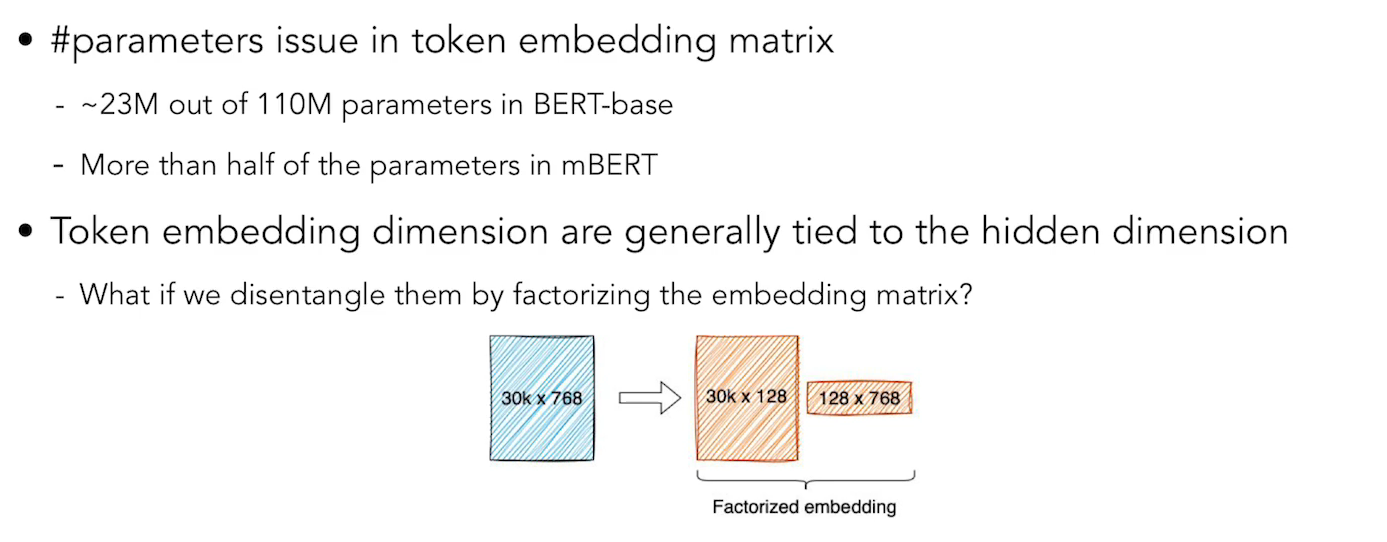 • #parameters issue in token embedding matrix
- ~23M out of 110M parameters in BERT-base
- More than half of the parameters in mBERT
• Token embedding dimension are generally tied to the hidden dimension
- What if we disentangle them by factorizing the embedding matrix?
30k x 768
30k x 128
128 x 768
Factorized embedding